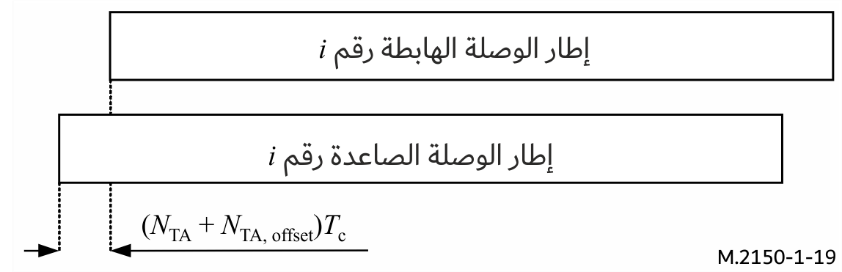 إطار الوصلة الهابطة رقم i
إطار الوصلة الصاعدة رقم i
(N_TA + N_TA, offset)T_c
M.2150-1-19